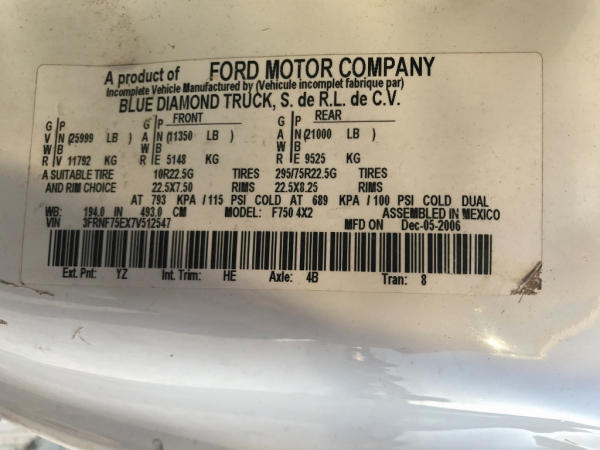 A product of FORD MOTOR COMPANY
Incomplete Vehicle Manufactured by (Vehicule incomplet fabrique par)
BLUE DIAMOND TRUCK, S. de R.L. de C.V.
FRONT REAR
G P G P G P
V N (25999 LB) A N (11350 LB) A N (21000 LB)
W B W B W B
R V 11792 KG R E 5148 KG R E 9525 KG
A SUITABLE TIRE 10R22.5G TIRES 295/75R22.5G TIRES
AND RIM CHOICE 22.5X7.50 RIMS 22.5X8.25 RIMS
AT 793 KPA/115 PSI COLD AT 689 KPA/100 PSI COLD DUAL
WB: 194.0 IN 493.0 CM MODEL: F750 4X2 ASSEMBLED IN MEXICO
VIN 3FRNF75EX7V512547 MFD ON Dec-05-2006
Ext. Pnt: YZ Int. Trim: HE Axle: 4B Tran: 8